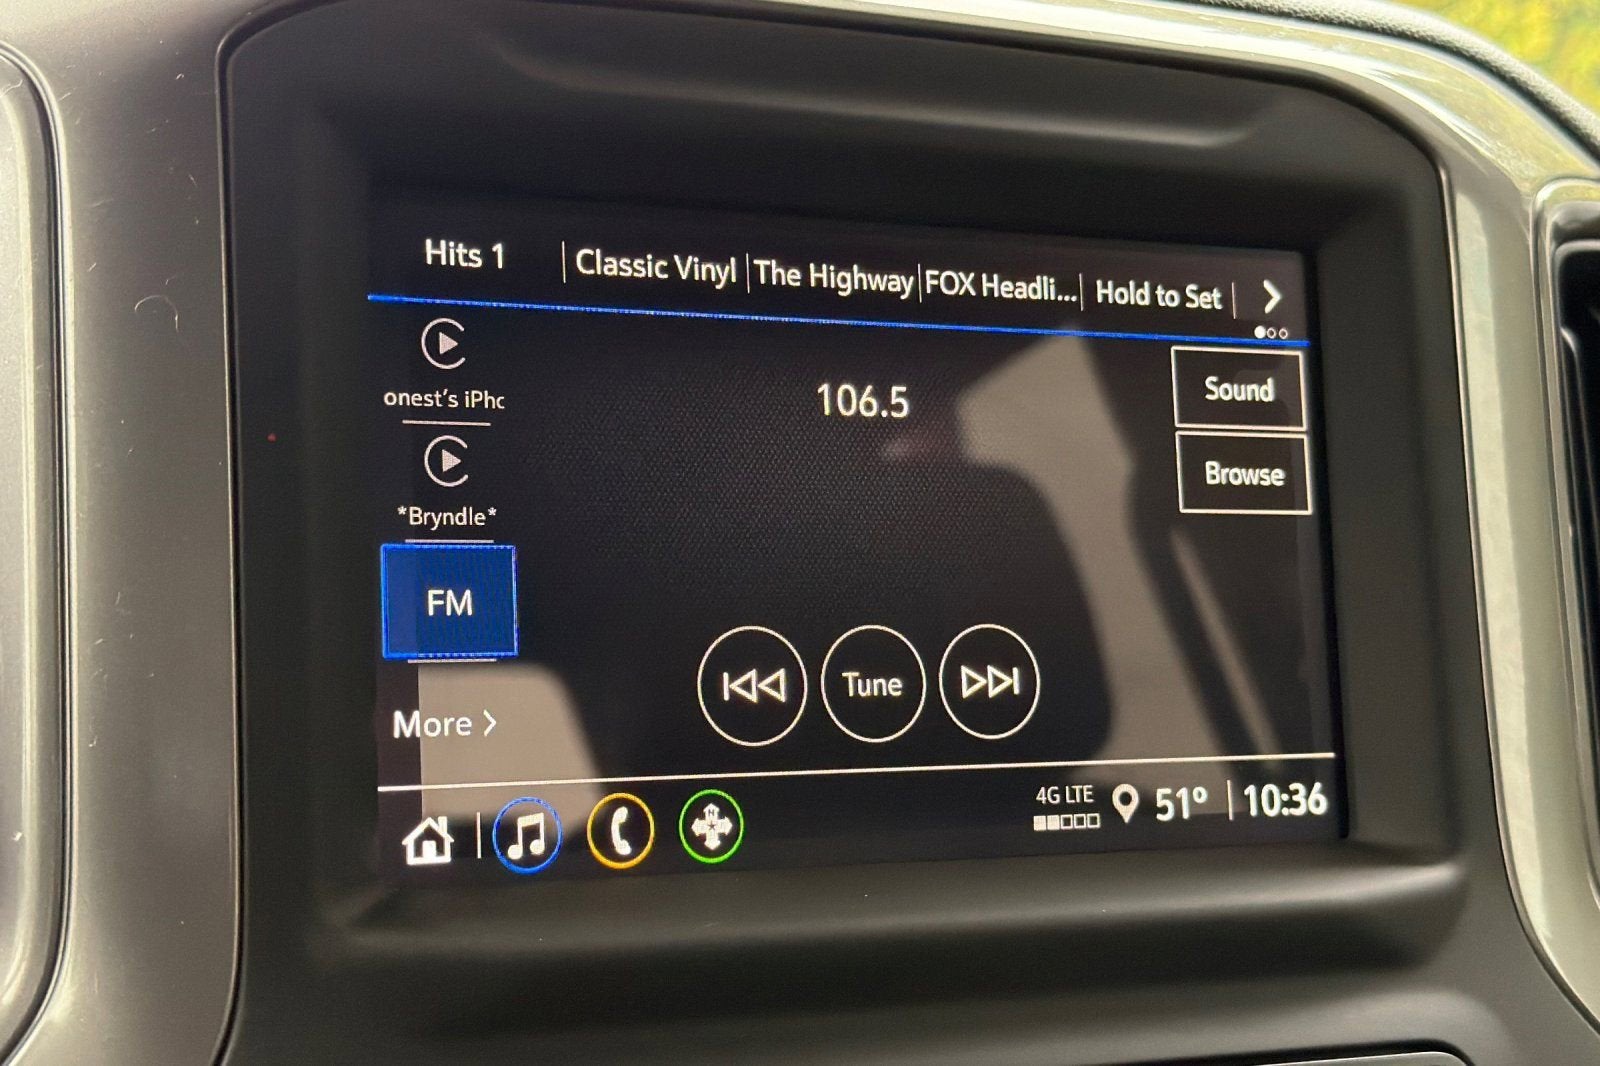 Hits 1
Classic Vinyl
The Highway
FOX Headli...
Hold to Set
onest's iPhc
106.5
Sound
Browse
*Bryndle*
FM
Tune
More
4G LTE
51°
10:36